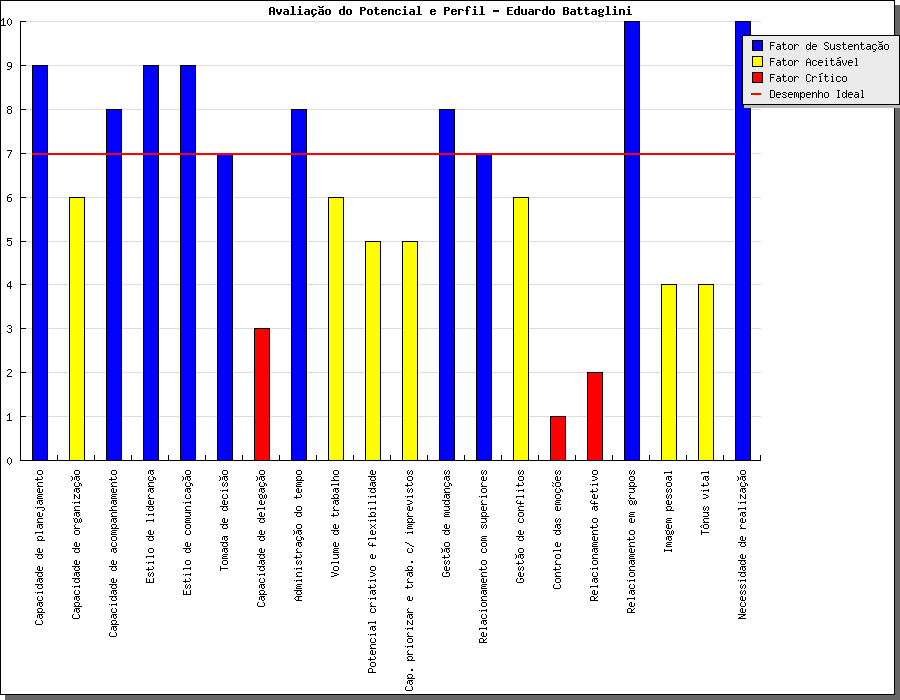 Avaliação do Potencial e Perfil - Eduardo Battaglini
10
9
8
7
6
5
4
3
2
1
0
Fator de Sustentação
Fator Aceitável
Fator Crítico
Desempenho Ideal
Capacidade de planejamento
Capacidade de organização
Capacidade de acompanhamento
Estilo de liderança
Estilo de comunicação
Tomada de decisão
Capacidade de delegação
Administração do tempo
Volume de trabalho
Potencial criativo e flexibilidade
Cap. priorizar e trab. c/ imprevistos
Gestão de mudanças
Relacionamento com superiores
Gestão de conflitos
Controle das emoções
Relacionamento afetivo
Relacionamento em grupos
Imagem pessoal
Tônus vital
Necessidade de realização